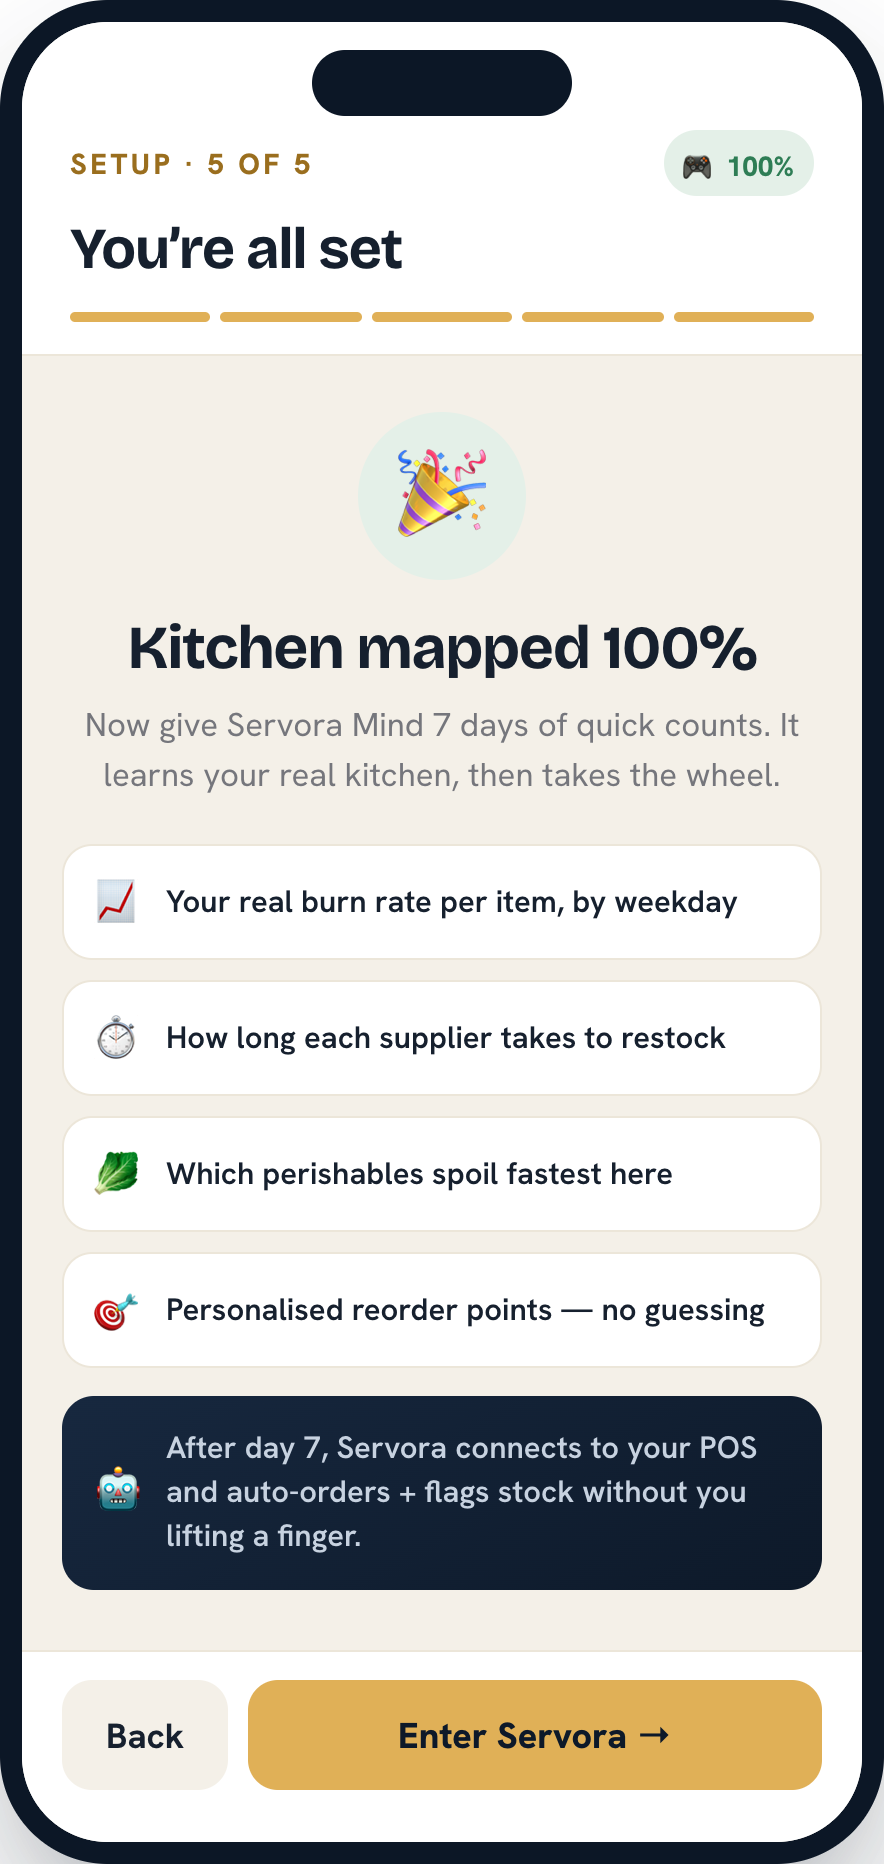 SETUP · 5 OF 5
🎮 100%
You’re all set
Kitchen mapped 100%
Now give Servora Mind 7 days of quick counts. It
learns your real kitchen, then takes the wheel.
Your real burn rate per item, by weekday
How long each supplier takes to restock
Which perishables spoil fastest here
Personalised reorder points — no guessing
After day 7, Servora connects to your POS
and auto-orders + flags stock without you
lifting a finger.
Back
Enter Servora →